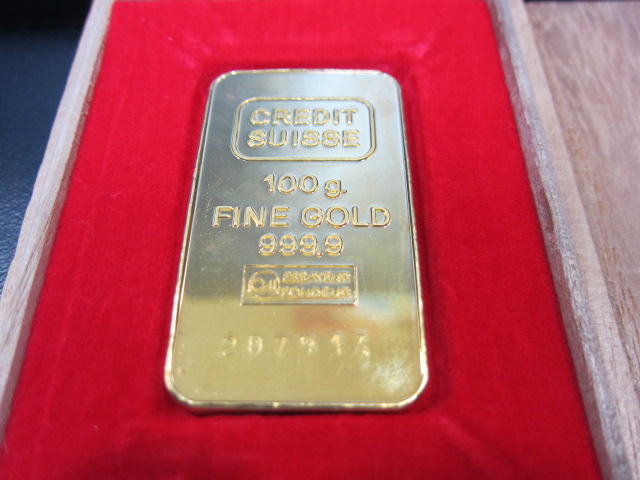 CREDIT
SUISSE
100 g.
FINE GOLD
999,9